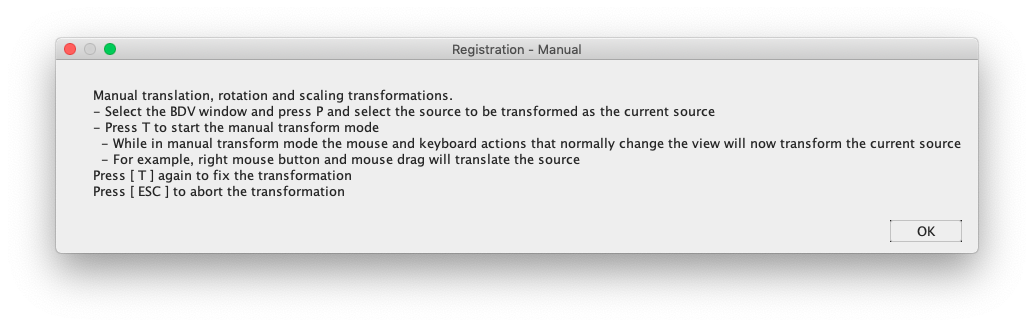 Registration - Manual
Manual translation, rotation and scaling transformations.
- Select the BDV window and press P and select the source to be transformed as the current source
- Press T to start the manual transform mode
- While in manual transform mode the mouse and keyboard actions that normally change the view will now transform the current source
- For example, right mouse button and mouse drag will translate the source
Press [ T ] again to fix the transformation
Press [ ESC ] to abort the transformation
OK